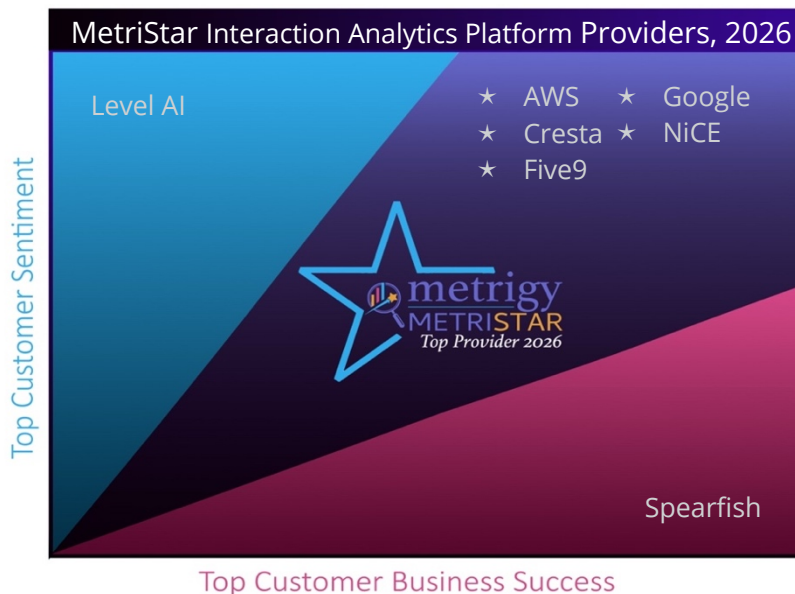 MetriStar Interaction Analytics Platform Providers, 2026
Level AI
★ AWS ★ Google
★ Cresta ★ NiCE
★ Five9
metrigy
METRISTAR
Top Provider 2026
Spearfish
Top Customer Sentiment
Top Customer Business Success